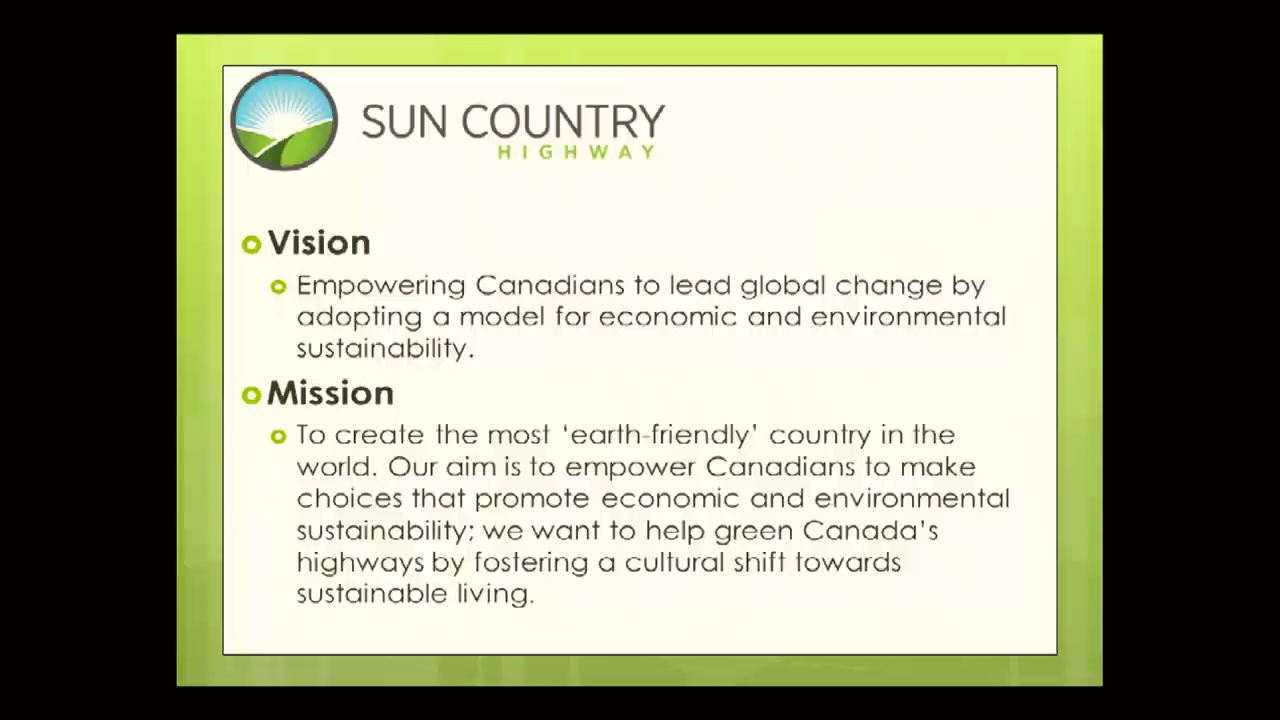 SUN COUNTRY
HIGHWAY
Vision
Empowering Canadians to lead global change by
adopting a model for economic and environmental
sustainability.
Mission
To create the most ‘earth-friendly’ country in the
world. Our aim is to empower Canadians to make
choices that promote economic and environmental
sustainability; we want to help green Canada’s
highways by fostering a cultural shift towards
sustainable living.